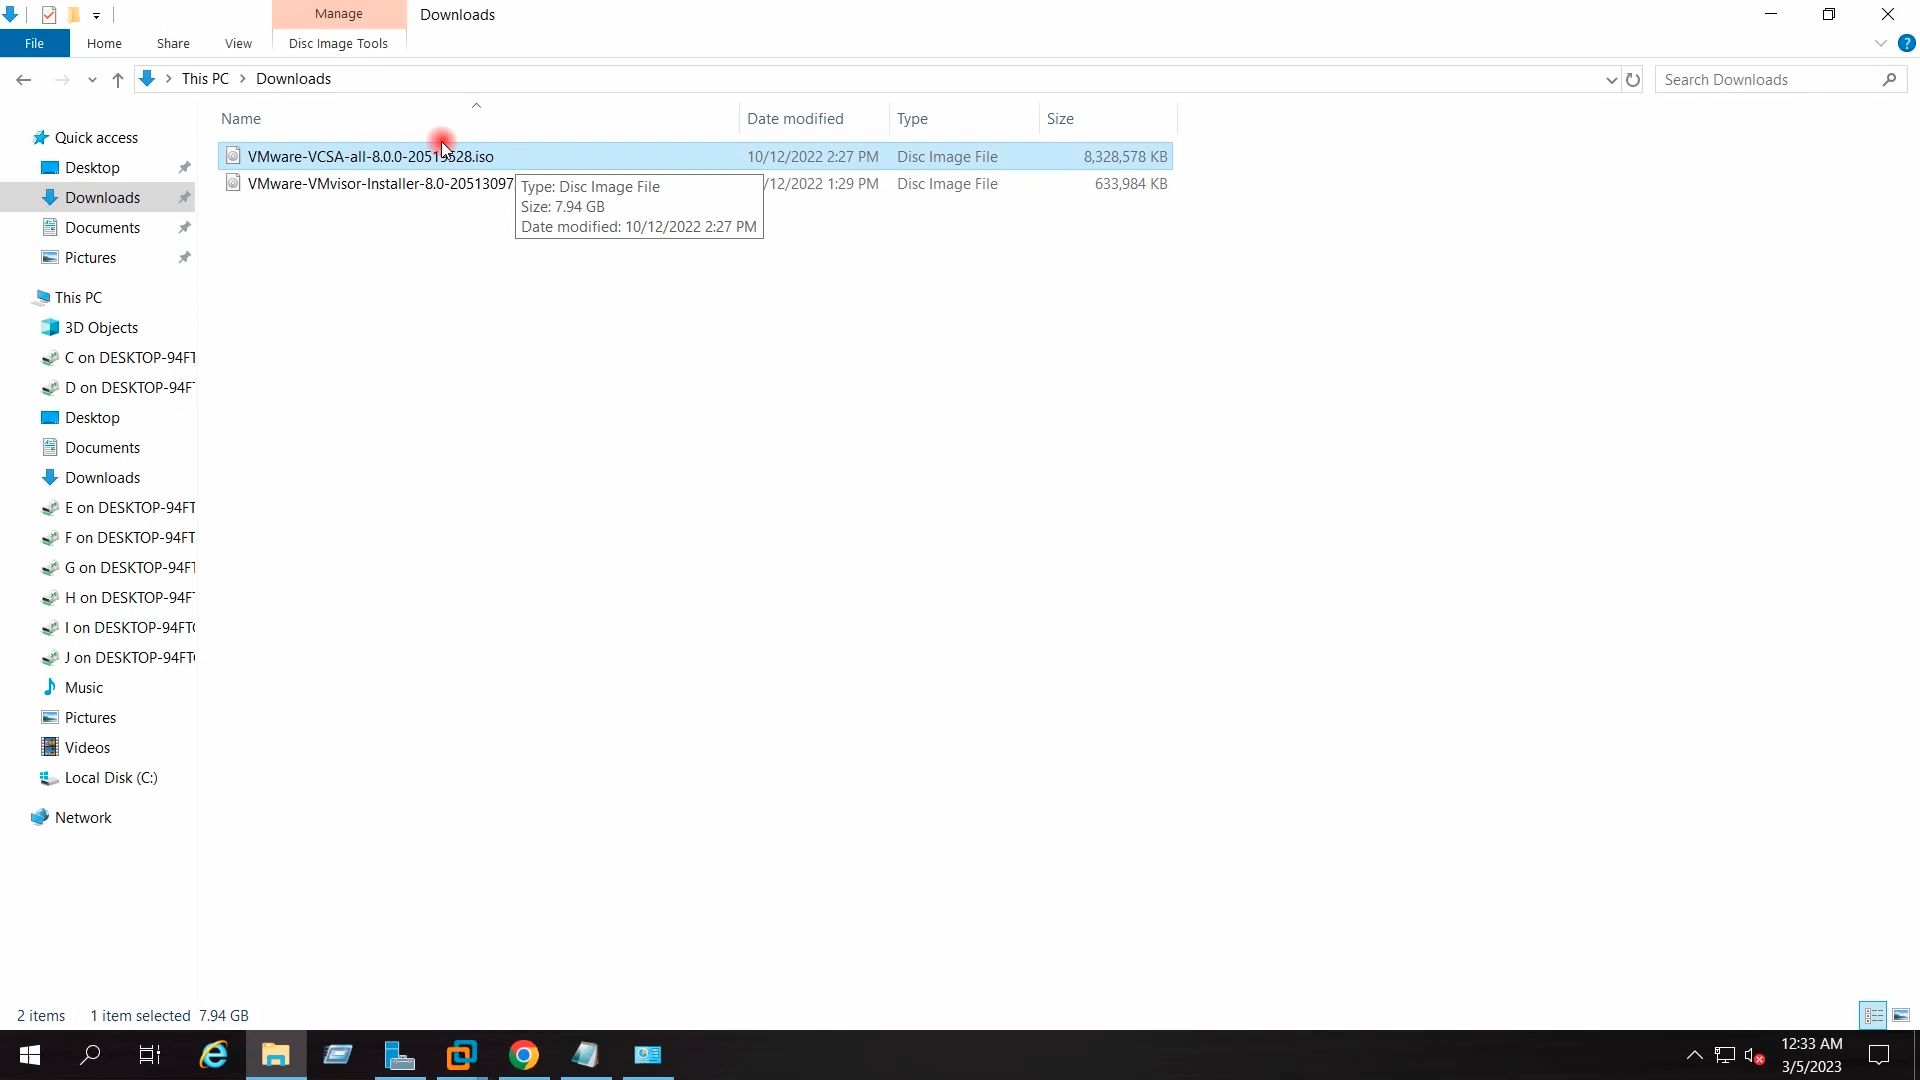 Manage
Downloads
File
Home
Share
View
Disc Image Tools
This PC
Downloads
Search Downloads
Name
Date modified
Type
Size
Quick access
Desktop
Downloads
Documents
Pictures
This PC
3D Objects
C on DESKTOP-94FT
D on DESKTOP-94FT
Desktop
Documents
Downloads
E on DESKTOP-94FT
F on DESKTOP-94FT
G on DESKTOP-94FT
H on DESKTOP-94FT
I on DESKTOP-94FT
J on DESKTOP-94FT
Music
Pictures
Videos
Local Disk (C:)
Network
VMware-VCSA-all-8.0.0-20519528.iso 10/12/2022 2:27 PM Disc Image File 8,328,578 KB
VMware-VMvisor-Installer-8.0-20513097 /12/2022 1:29 PM Disc Image File 633,984 KB
Type: Disc Image File
Size: 7.94 GB
Date modified: 10/12/2022 2:27 PM
2 items 1 item selected 7.94 GB
12:33 AM
3/5/2023